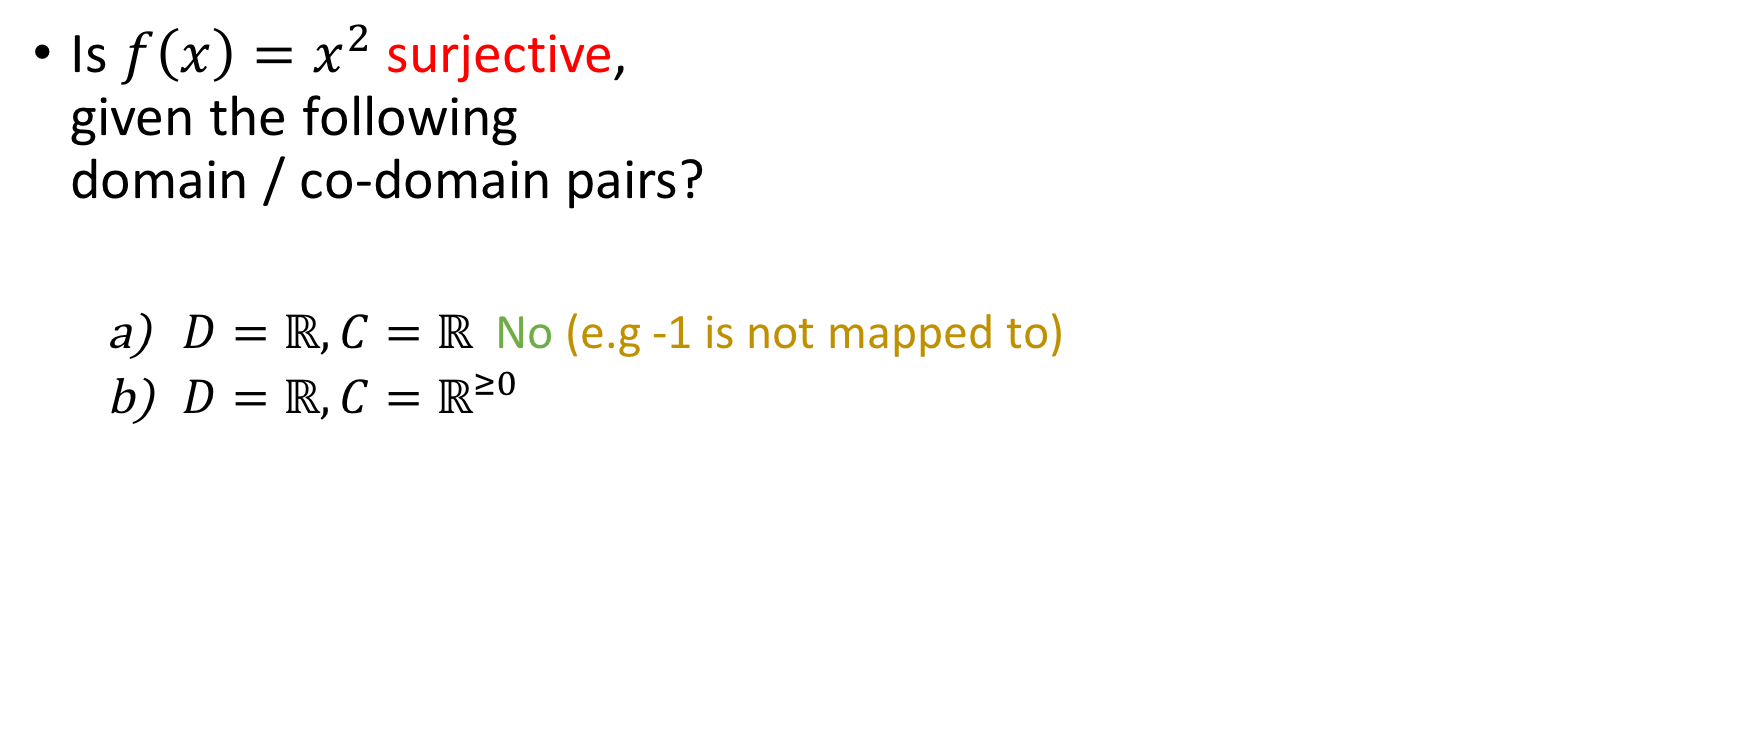 • Is 𝑓(𝑥) = 𝑥² surjective,
given the following
domain / co-domain pairs?
a) D = ℝ, C = ℝ No (e.g -1 is not mapped to)
b) D = ℝ, C = ℝ^≥0